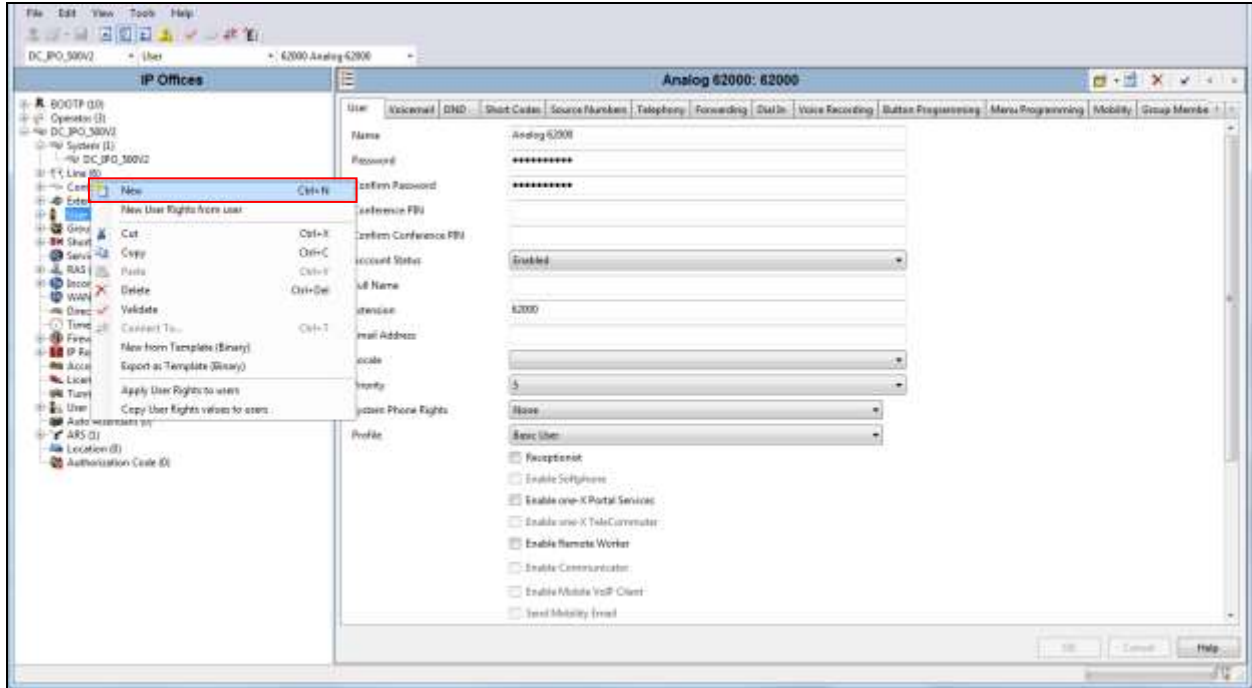 File Edit View Tools Help
DC_IPO_500V2 User 62000 Analog 62000
IP Offices
BOOTP (10)
Operator (3)
DC_IPO_500V2
System (1)
DC_IPO_500V2
Line (6)
User
ARS (1)
Location (0)
Authorization Code (0)
New Ctrl+N
New User Rights from user
Cut Ctrl+X
Copy Ctrl+C
Paste Ctrl+V
Delete Ctrl+Del
Validate
Connect To... Ctrl+T
New from Template (Binary)
Export as Template (Binary)
Apply User Rights to users
Copy User Rights values to users
Analog 62000: 62000
User Voicemail DND Short Codes Source Numbers Telephony Forwarding Dial In Voice Recording Button Programming Menu Programming Mobility Group Membe
Name Analog 62000
Password ••••••••••
Confirm Password ••••••••••
Conference PIN
Confirm Conference PIN
Account Status Enabled
Full Name
Extension 62000
Email Address
Locale
Priority 5
System Phone Rights None
Profile Basic User
Receptionist
Enable Softphone
Enable one-X Portal Services
Enable one-X TeleCommuter
Enable Remote Worker
Enable Communicator
Enable Mobile VoIP Client
Send Mobility Email
OK Cancel Help